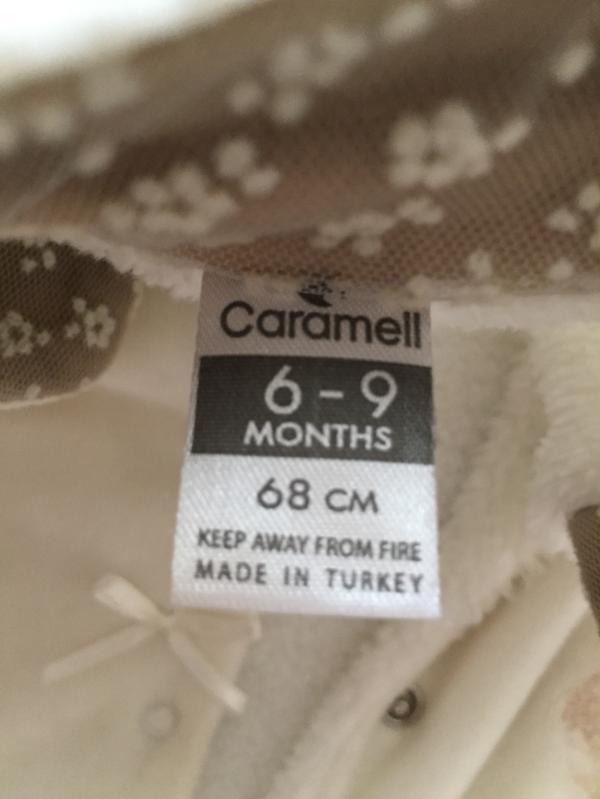 Caramell
6 - 9
MONTHS
68 CM
KEEP AWAY FROM FIRE
MADE IN TURKEY